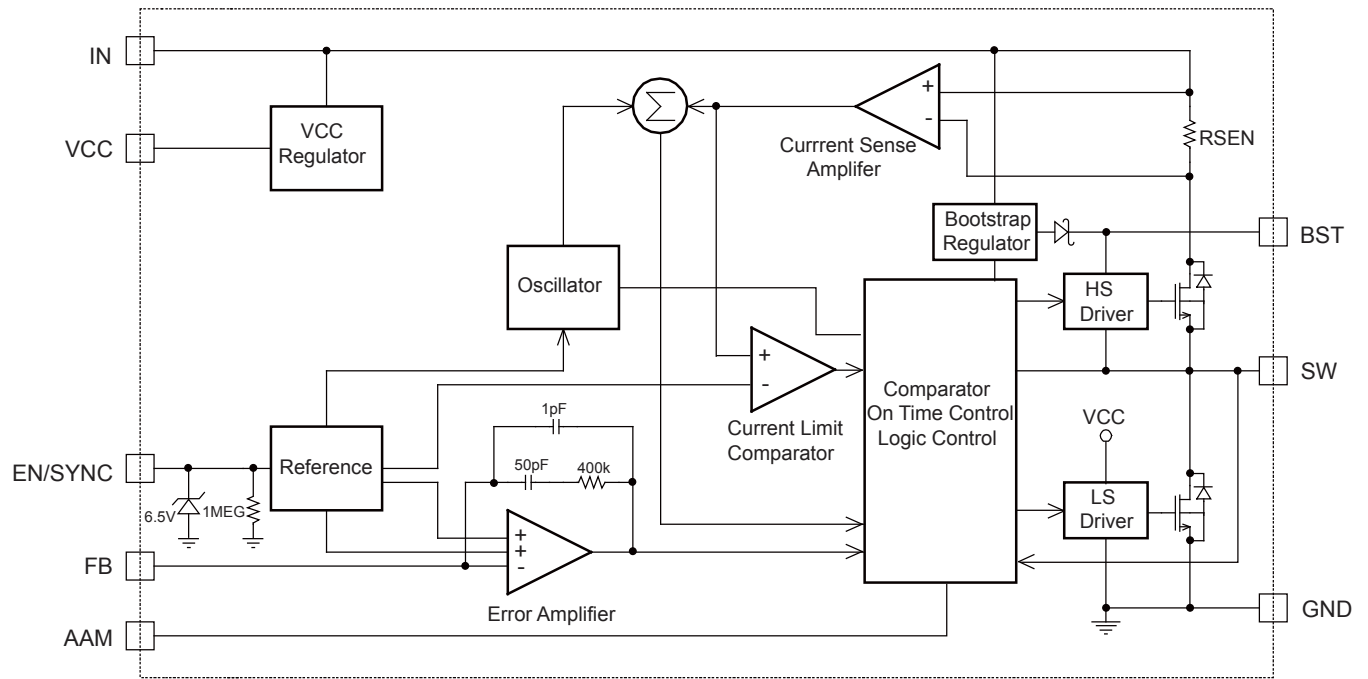 IN
VCC
VCC
Regulator
Σ
+
-
Currrent Sense
Amplifer
RSEN
Bootstrap
Regulator
BST
Oscillator
HS
Driver
+
-
Current Limit
Comparator
Comparator
On Time Control
Logic Control
SW
VCC
1pF
50pF
400k
EN/SYNC
Reference
6.5V
1MEG
LS
Driver
+
+
-
Error Amplifier
FB
AAM
GND